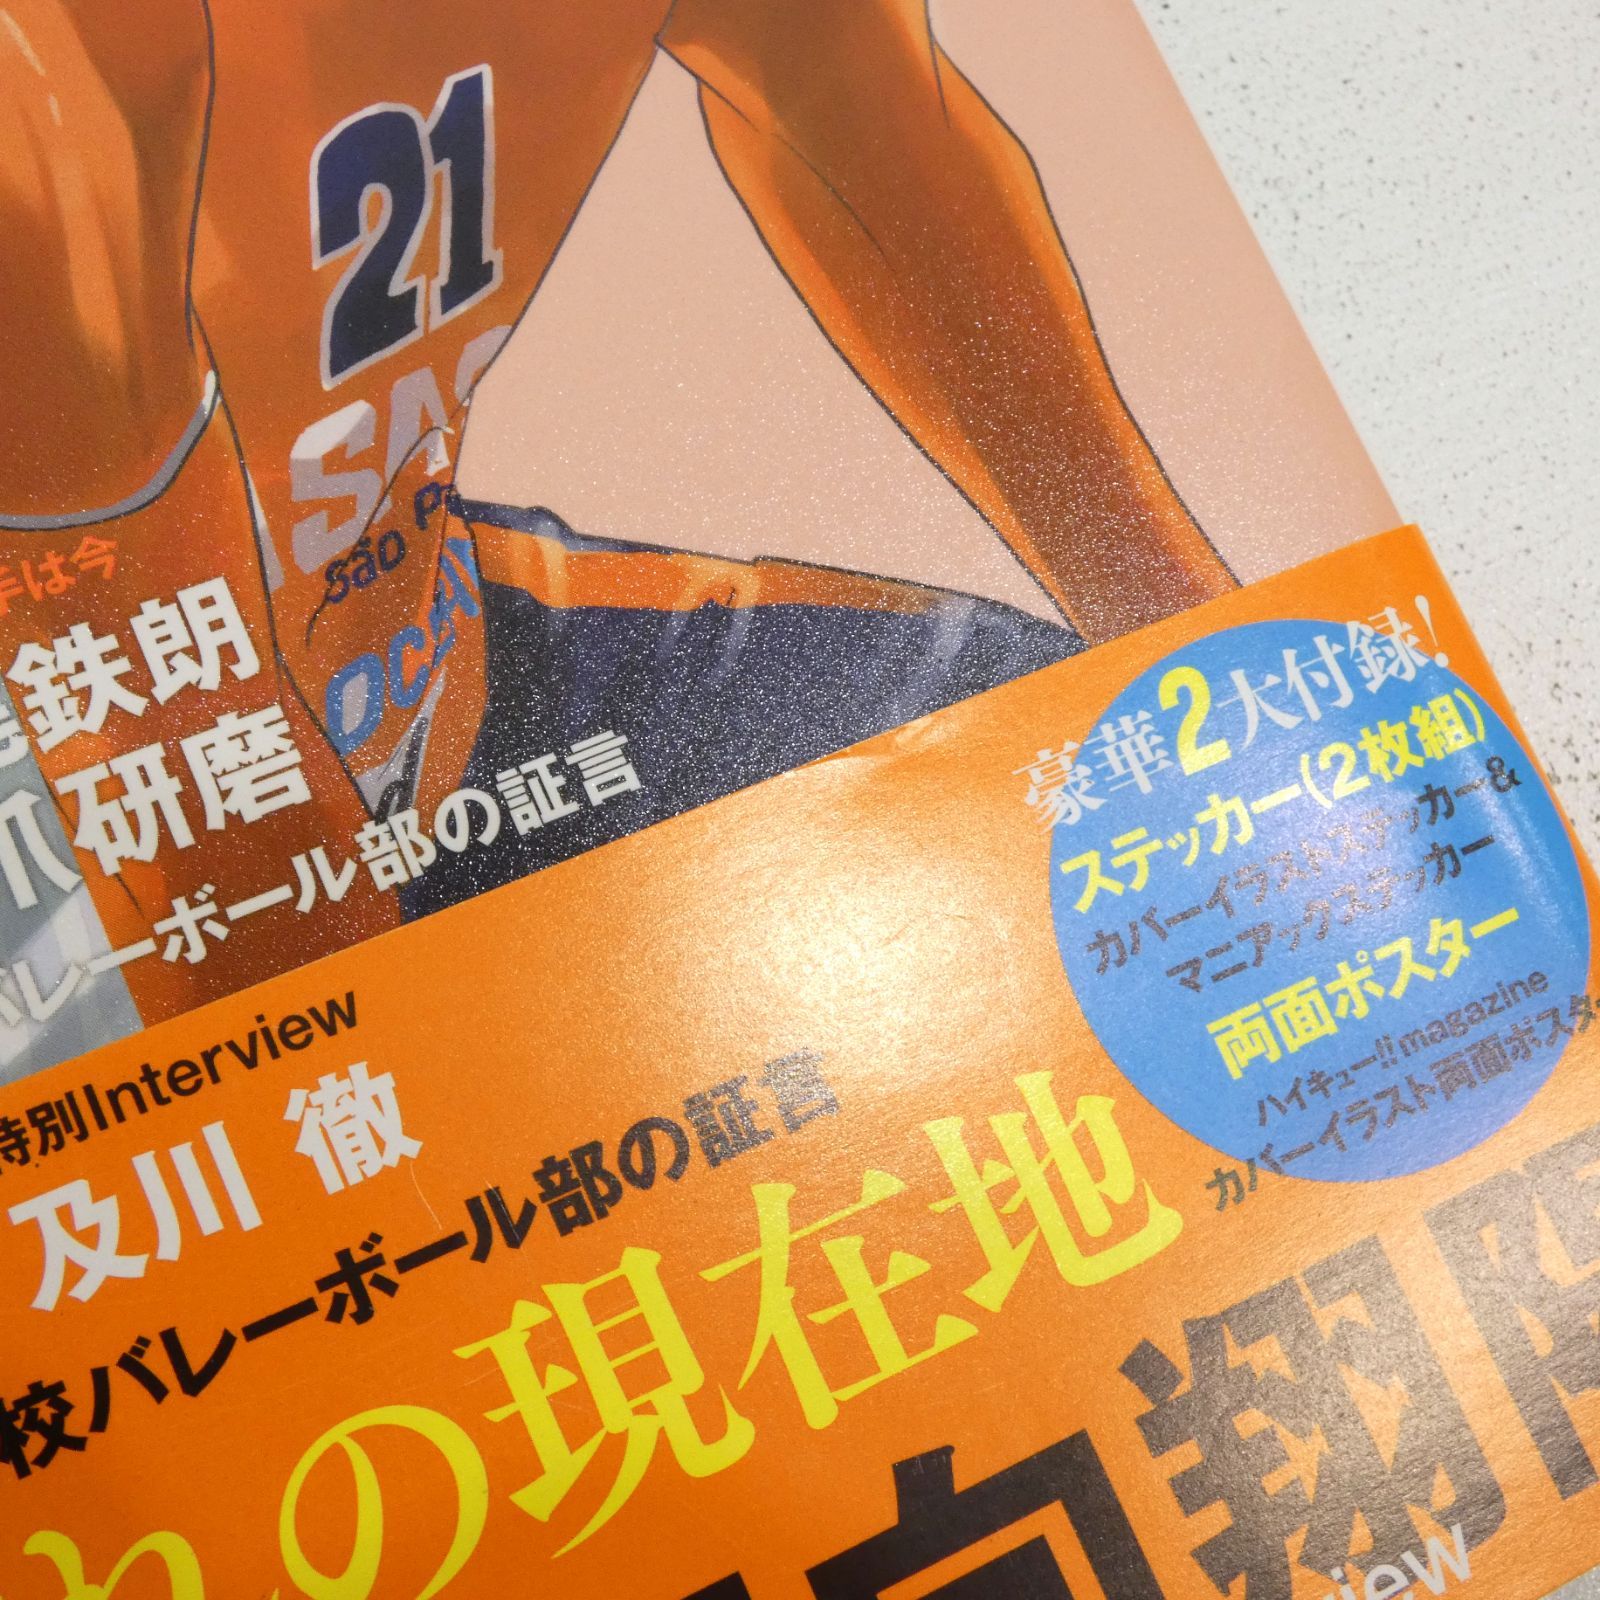 21
SÃO P
手は今
鉄朗
研磨
バレーボール部の証言
豪華2大付録!
ステッカー(2枚組)
カバーイラストステッカー&
マニアックステッカー
両面ポスター
ハイキュー!!magazine
カバーイラスト両面ポスター
特別Interview
及川 徹
校バレーボール部の証言
の現在地
向翔陽
view